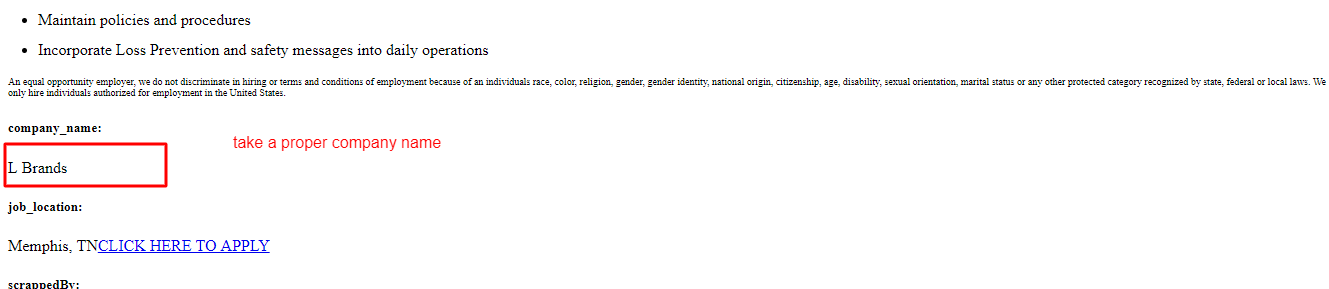 Maintain policies and procedures
Incorporate Loss Prevention and safety messages into daily operations
An equal opportunity employer, we do not discriminate in hiring or terms and conditions of employment because of an individuals race, color, religion, gender, gender identity, national origin, citizenship, age, disability, sexual orientation, marital status or any other protected category recognized by state, federal or local laws. We
only hire individuals authorized for employment in the United States.
company_name:
take a proper company name
L Brands
job_location:
Memphis, TNCLICK HERE TO APPLY
scrappedBy: